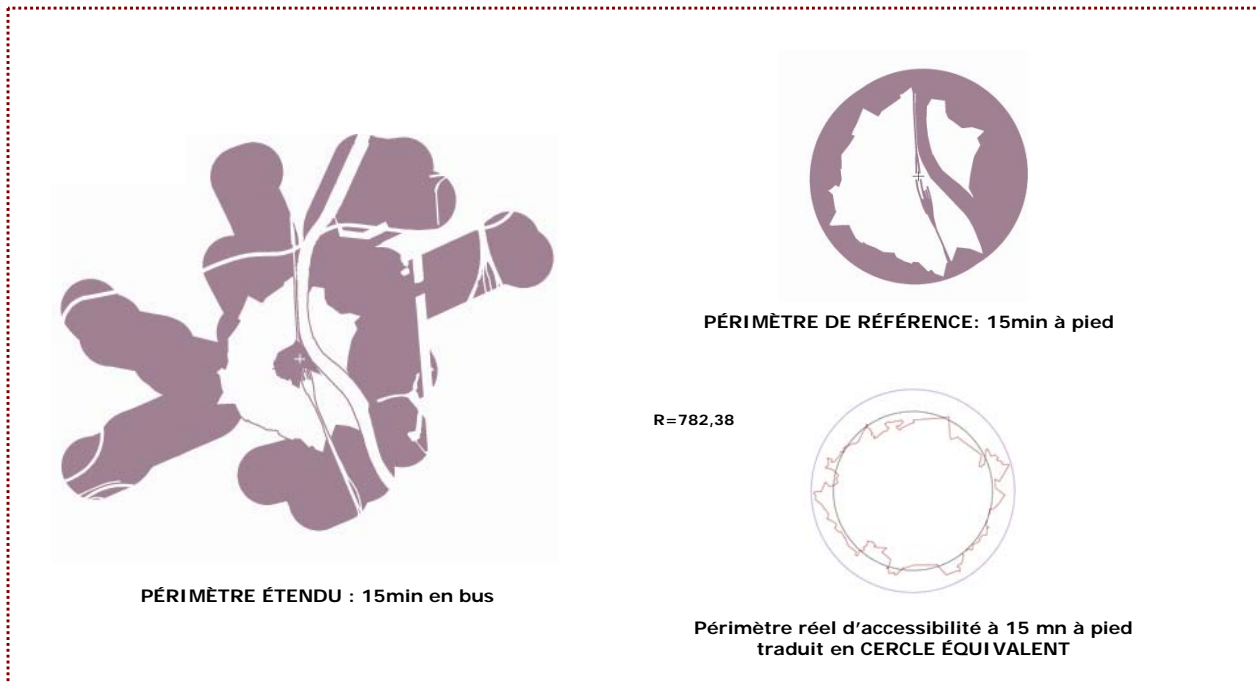 PÉRIMÈTRE DE RÉFÉRENCE: 15min à pied
R=782,38
PÉRIMÈTRE ÉTENDU : 15min en bus
Périmètre réel d'accessibilité à 15 mn à pied
traduit en CERCLE ÉQUIVALENT